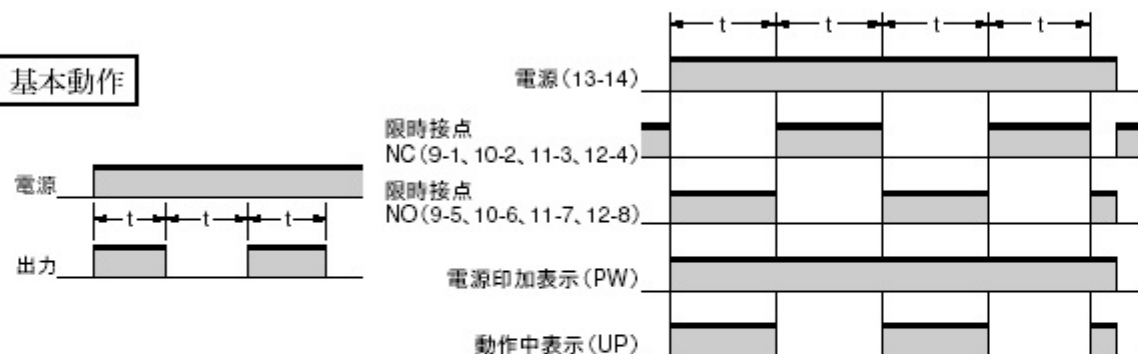 基本動作
電源
t t t
出力
t t t t
電源(13-14)
限時接点
NC(9-1、10-2、11-3、12-4)
限時接点
NO(9-5、10-6、11-7、12-8)
電源印加表示(PW)
動作中表示(UP)